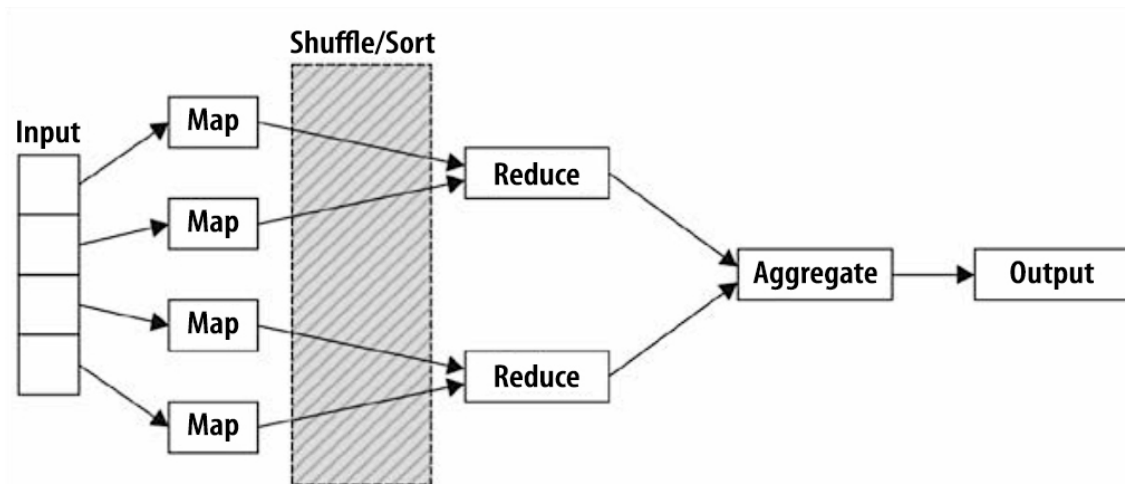 Shuffle/Sort
Input
Map
Map
Map
Map
Reduce
Reduce
Aggregate
Output